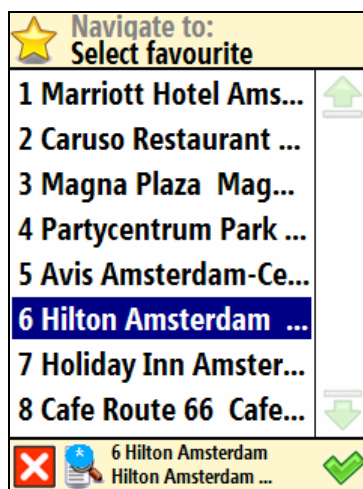 Navigate to:
Select favourite
1 Marriott Hotel Ams...
2 Caruso Restaurant ...
3 Magna Plaza  Mag...
4 Partycentrum Park ...
5 Avis Amsterdam-Ce...
6 Hilton Amsterdam  ...
7 Holiday Inn Amster...
8 Cafe Route 66  Cafe...
6 Hilton Amsterdam
Hilton Amsterdam ...